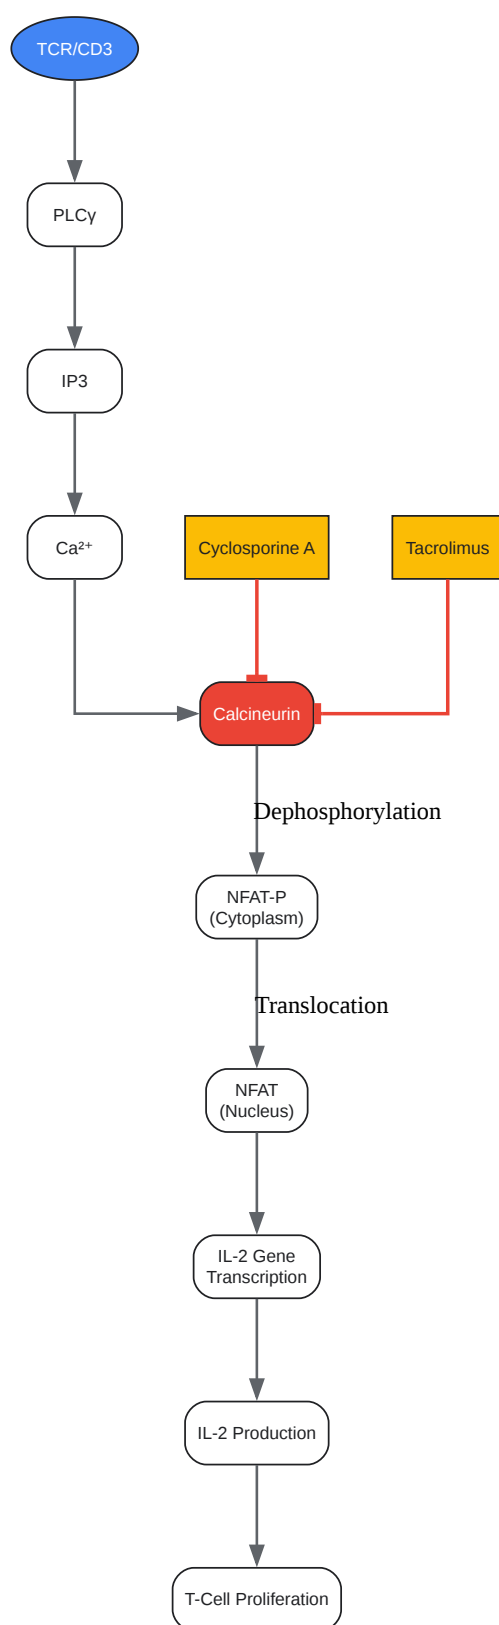 TCR/CD3
PLCγ
IP3
Ca²⁺
Cyclosporine A
Tacrolimus
Calcineurin
Dephosphorylation
NFAT-P
(Cytoplasm)
Translocation
NFAT
(Nucleus)
IL-2 Gene
Transcription
IL-2 Production
T-Cell Proliferation